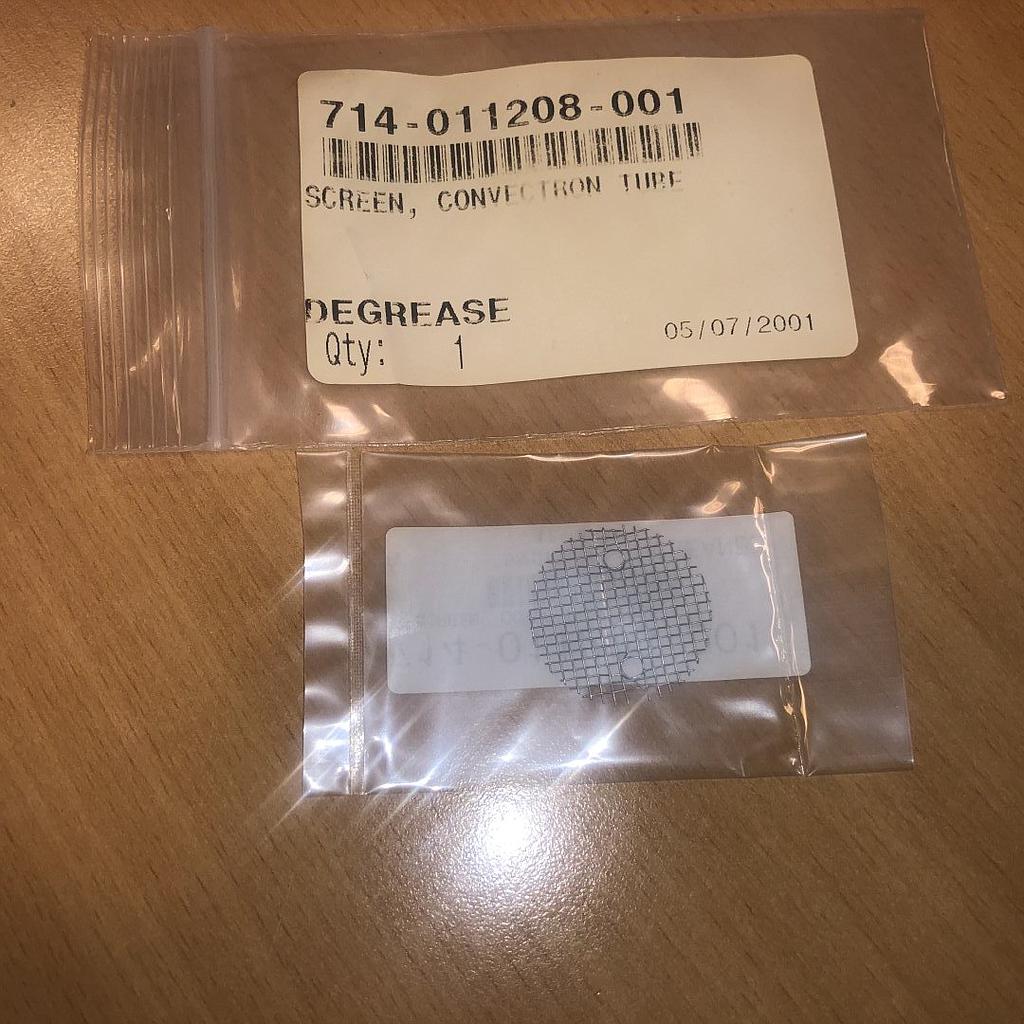 714-011208-001
SCREEN, CONVECTRON TUBE
DEGREASE
Qty: 1
05/07/2001